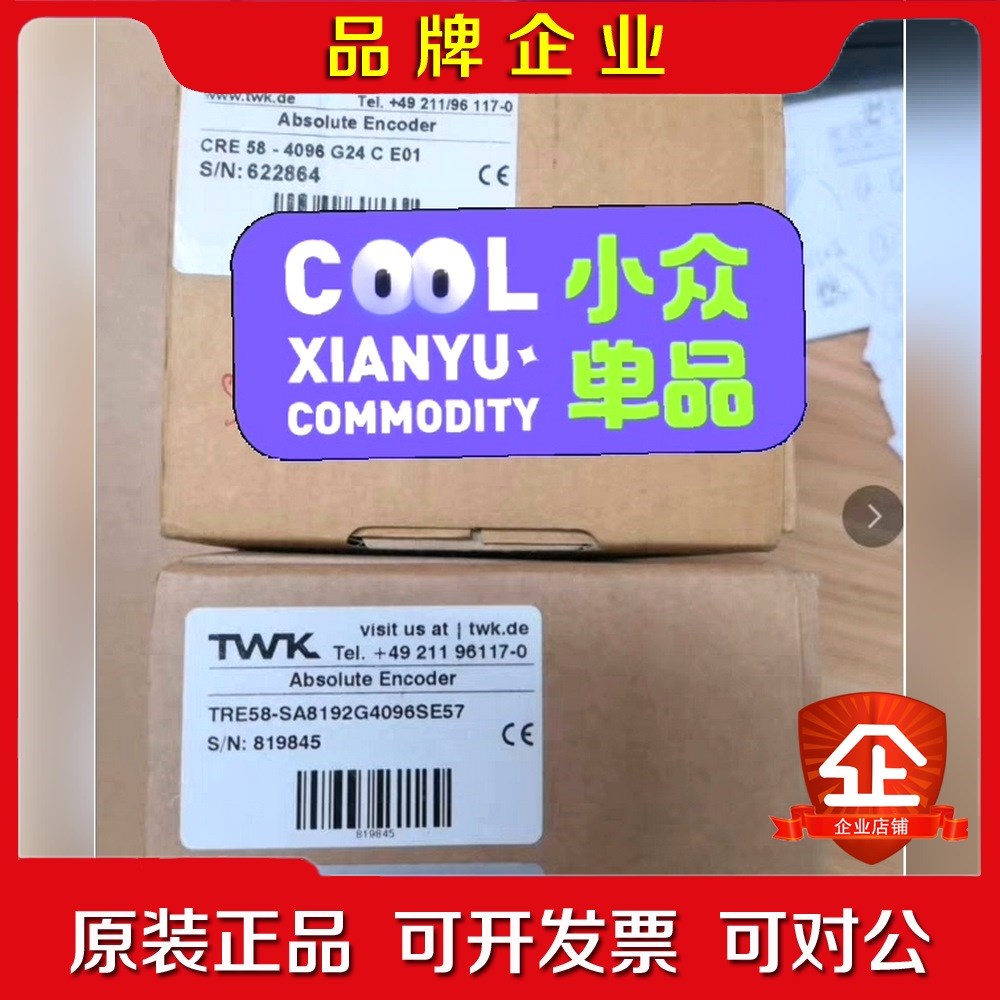 品牌企业
www.twk.de Tel. +49 211/96 117-0
Absolute Encoder
CRE 58 - 4096 G24 C E01
S/N: 622864
CE
COOL 小众
XIANYU 单品
COMMODITY
TWK visit us at | twk.de
Tel. +49 211 96117-0
Absolute Encoder
TRE58-SA8192G4096SE57
S/N: 819845
CE
819845
企
企业店铺
原装正品 可开发票 可对公